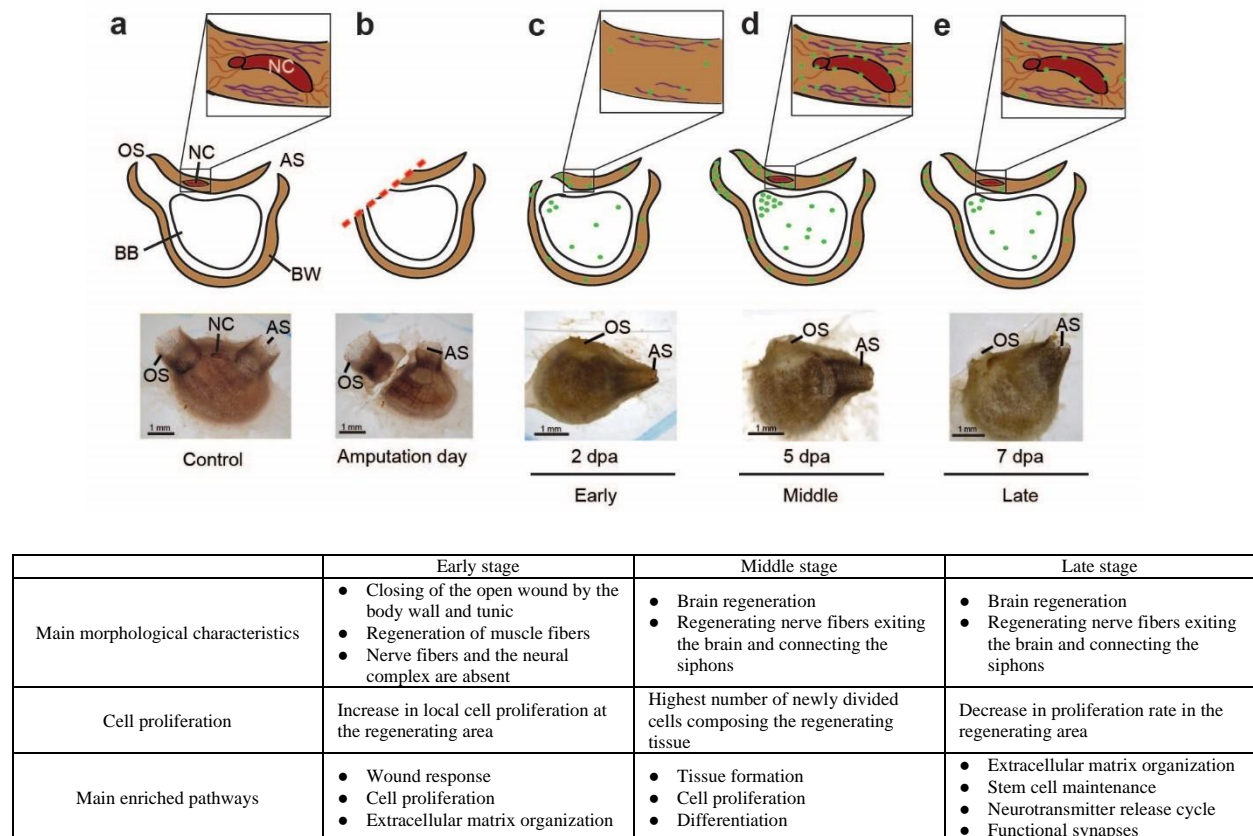 a
b
c
d
e
NC
OS
NC
AS
BB
BW
NC
AS
OS
1 mm
AS
OS
1 mm
OS
AS
1 mm
OS
AS
1 mm
OS
AS
1 mm
Control
Amputation day
2 dpa
5 dpa
7 dpa
Early
Middle
Late
Early stage
Middle stage
Late stage
Main morphological characteristics
● Closing of the open wound by the
body wall and tunic
● Regeneration of muscle fibers
● Nerve fibers and the neural
complex are absent
● Brain regeneration
● Regenerating nerve fibers exiting
the brain and connecting the
siphons
● Brain regeneration
● Regenerating nerve fibers exiting
the brain and connecting the
siphons
Cell proliferation
Increase in local cell proliferation at
the regenerating area
Highest number of newly divided
cells composing the regenerating
tissue
Decrease in proliferation rate in the
regenerating area
Main enriched pathways
● Wound response
● Cell proliferation
● Extracellular matrix organization
● Tissue formation
● Cell proliferation
● Differentiation
● Extracellular matrix organization
● Stem cell maintenance
● Neurotransmitter release cycle
● Functional synapses